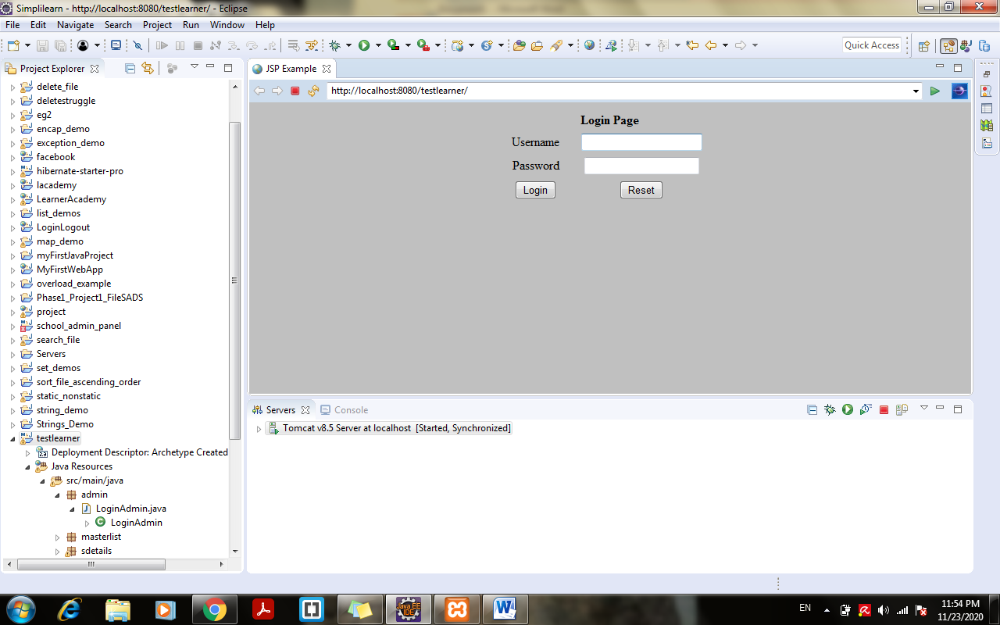 Simplilearn - http://localhost:8080/testlearner/ - Eclipse
File Edit Navigate Search Project Run Window Help
Quick Access
Project Explorer
delete_file
deletestruggle
eg2
encap_demo
exception_demo
facebook
hibernate-starter-pro
lacademy
LearnerAcademy
list_demos
LoginLogout
map_demo
myFirstJavaProject
MyFirstWebApp
overload_example
Phase1_Project1_FileSADS
project
school_admin_panel
search_file
Servers
set_demos
sort_file_ascending_order
static_nonstatic
string_demo
Strings_Demo
testlearner
Deployment Descriptor: Archetype Created
Java Resources
src/main/java
admin
LoginAdmin.java
LoginAdmin
masterlist
sdetails
JSP Example
http://localhost:8080/testlearner/
Login Page
Username
Password
Login Reset
Servers Console
Tomcat v8.5 Server at localhost [Started, Synchronized]
Java EE
IDE
EN
11:54 PM
11/23/2020